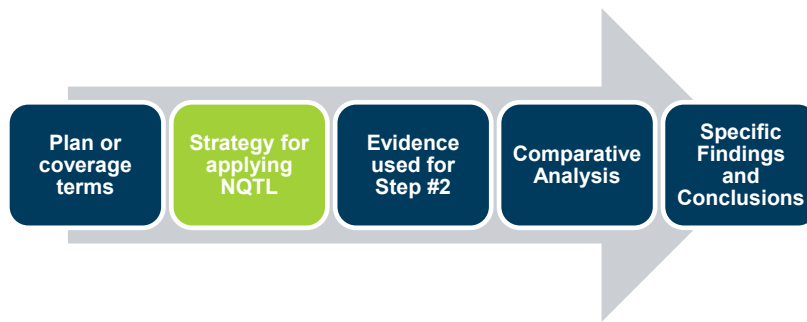 Plan or
coverage
terms
Strategy for
applying
NQTL
Evidence
used for
Step #2
Comparative
Analysis
Specific
Findings
and
Conclusions